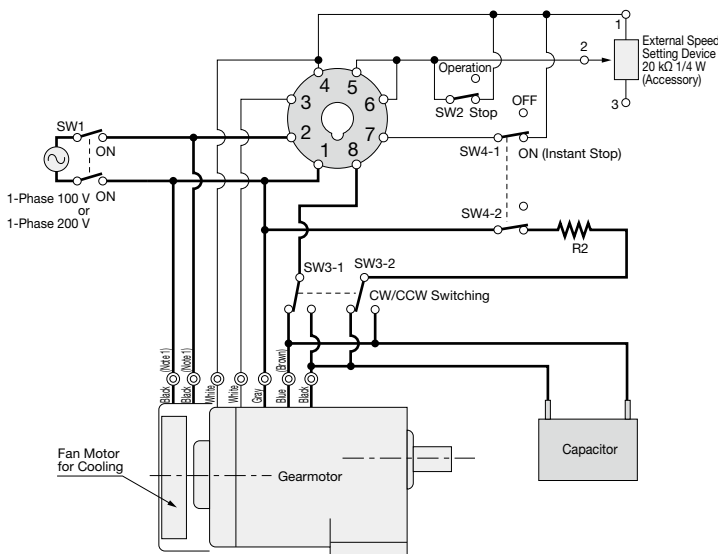 1
External Speed
Setting Device
20 kΩ 1/4 W
(Accessory)
2
3
4
5
3
6
2
7
1
8
Operation
SW2 Stop
OFF
SW4-1
ON (Instant Stop)
SW1
ON
ON
1-Phase 100 V
or
1-Phase 200 V
SW4-2
R2
SW3-1
SW3-2
CW/CCW Switching
Black (Note 1)
Black (Note 1)
White
White
Gray
Blue (Brown)
Black
Fan Motor
for Cooling
Gearmotor
Capacitor